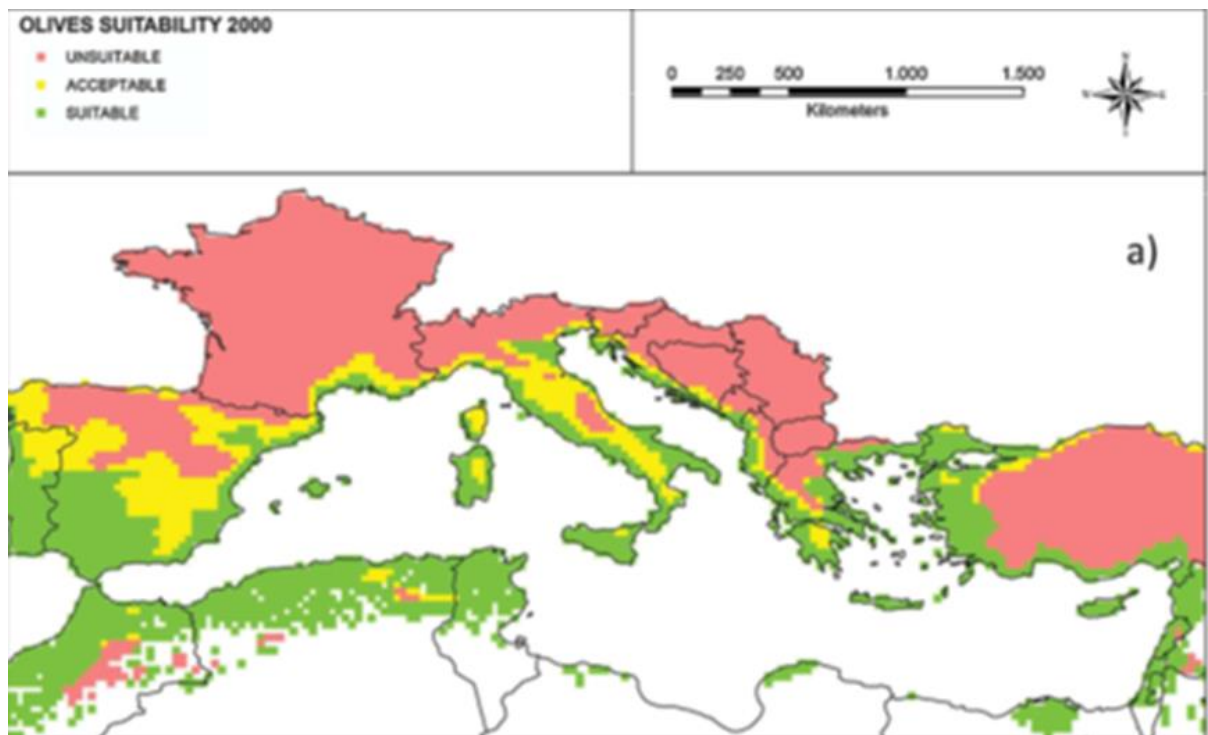 OLIVES SUITABILITY 2000
UNSUITABLE
ACCEPTABLE
SUITABLE
0 250 500 1.000 1.500
Kilometers
N
a)